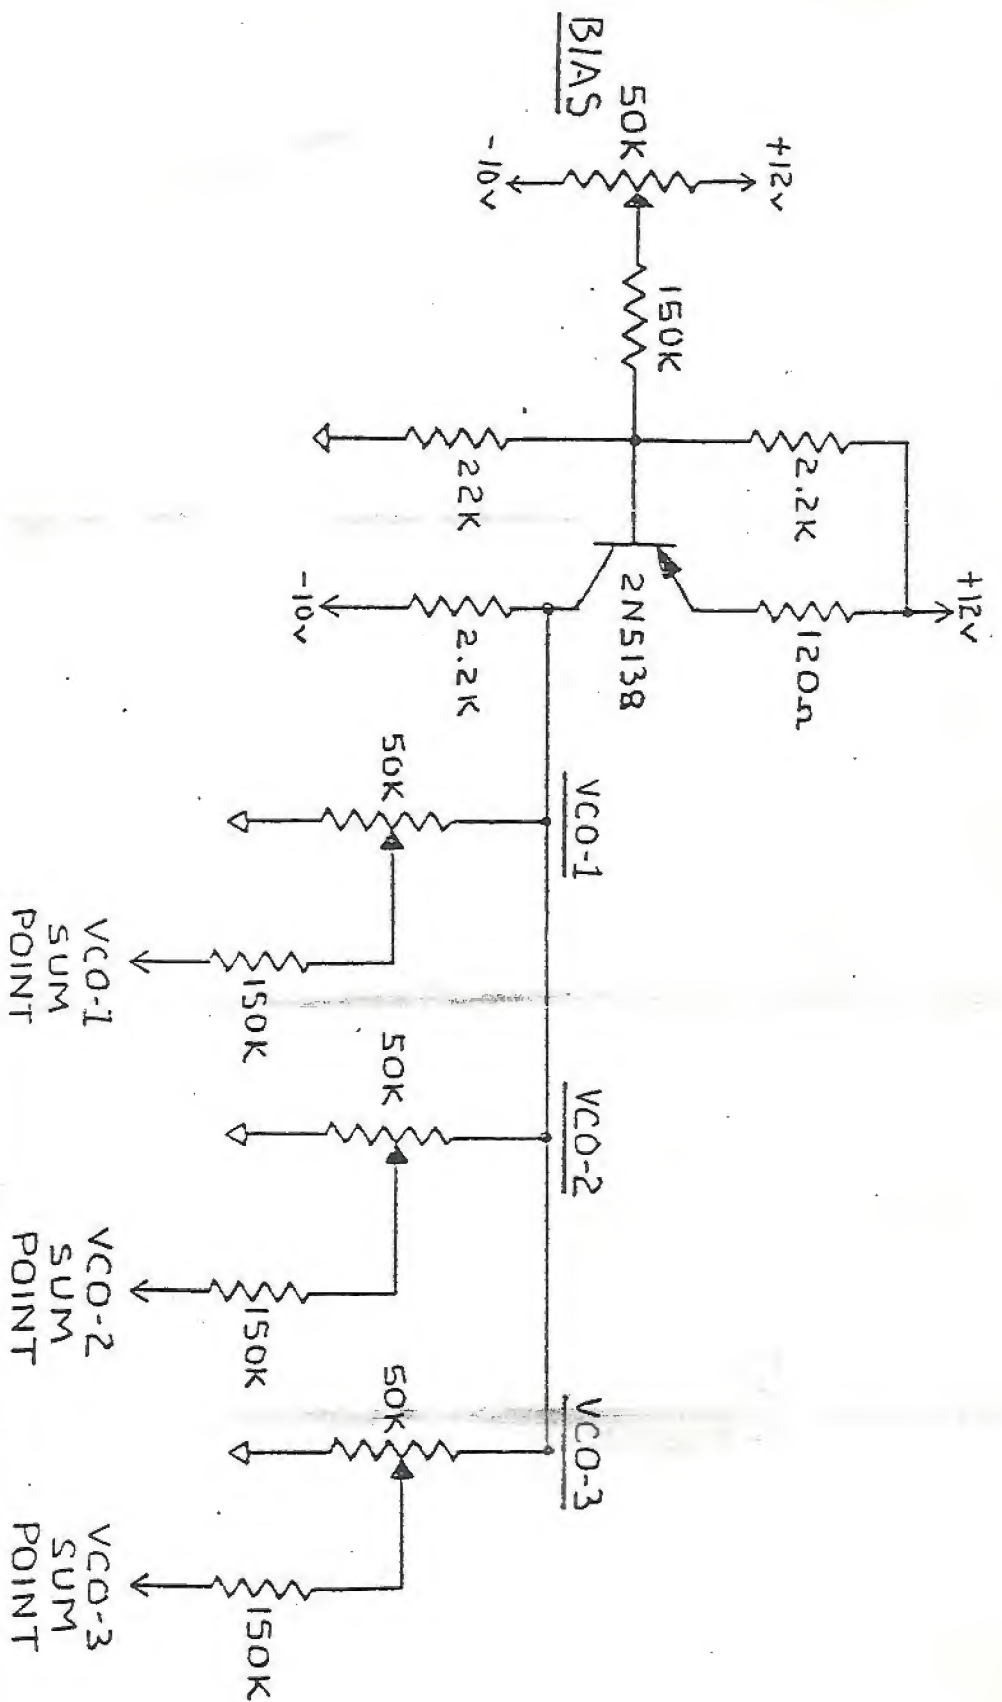 BIAS
50K
+12v
-10v
150K
22K
2.2K
+12v
120Ω
2N5138
2.2K
-10v
VCO-1
50K
150K
VCO-1
SUM
POINT
VCO-2
50K
150K
VCO-2
SUM
POINT
VCO-3
50K
150K
VCO-3
SUM
POINT